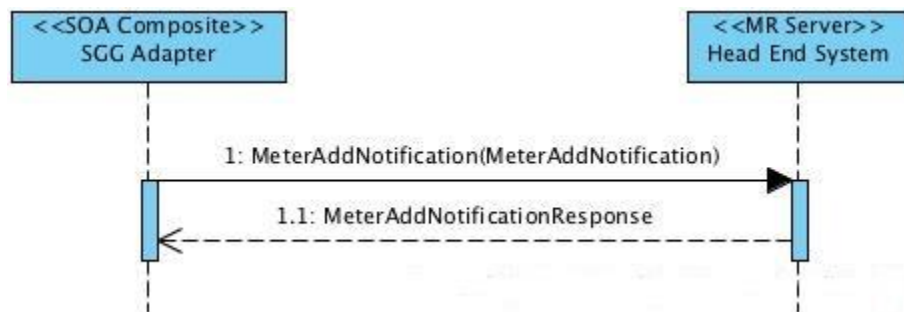 <<SOA Composite>>
SGG Adapter
<<MR Server>>
Head End System
1: MeterAddNotification(MeterAddNotification)
1.1: MeterAddNotificationResponse